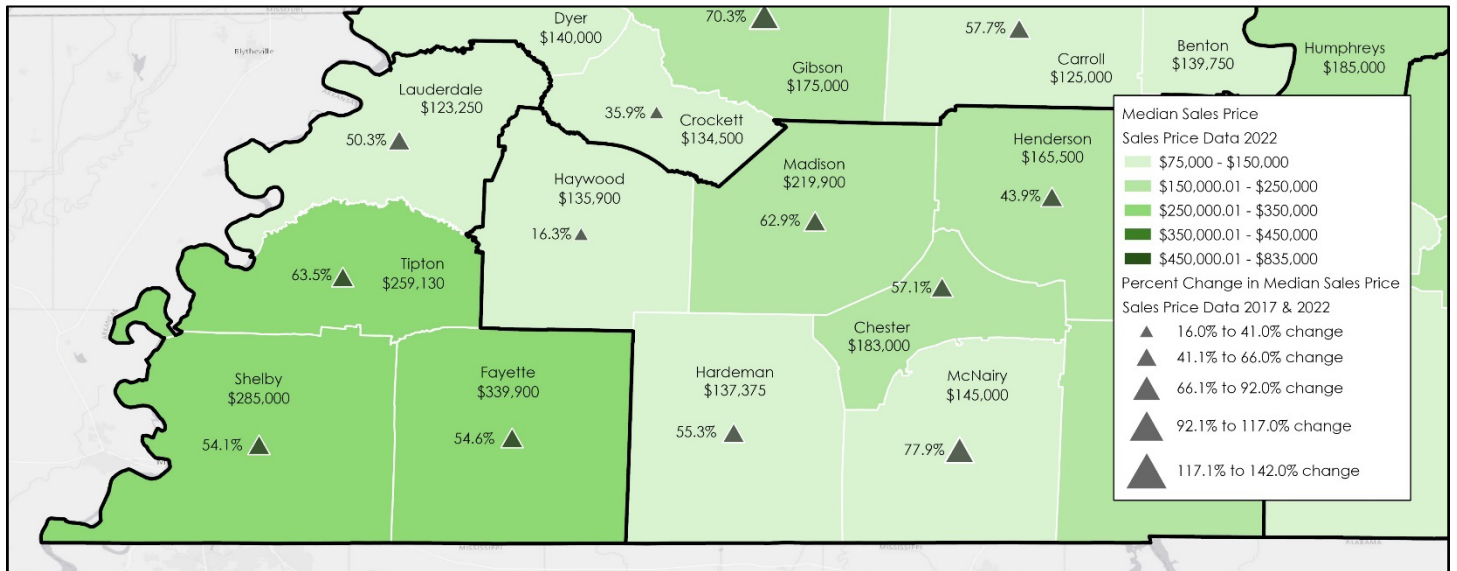 MISSISSIPPI
Dyer
$140,000
70.3%
57.7%
Carroll
$125,000
Benton
$139,750
Humphreys
$185,000
Blytheville
Gibson
$175,000
Lauderdale
$123,250
50.3%
35.9%
Crockett
$134,500
Madison
$219,900
62.9%
Henderson
$165,500
43.9%
Haywood
$135,900
16.3%
63.5%
Tipton
$259,130
57.1%
Chester
$183,000
Shelby
$285,000
54.1%
Fayette
$339,900
54.6%
Hardeman
$137,375
55.3%
McNairy
$145,000
77.9%
Median Sales Price
Sales Price Data 2022
$75,000 - $150,000
$150,000.01 - $250,000
$250,000.01 - $350,000
$350,000.01 - $450,000
$450,000.01 - $835,000
Percent Change in Median Sales Price
Sales Price Data 2017 & 2022
16.0% to 41.0% change
41.1% to 66.0% change
66.1% to 92.0% change
92.1% to 117.0% change
117.1% to 142.0% change
MISSISSIPPI
MISSISSIPPI
ALABAMA